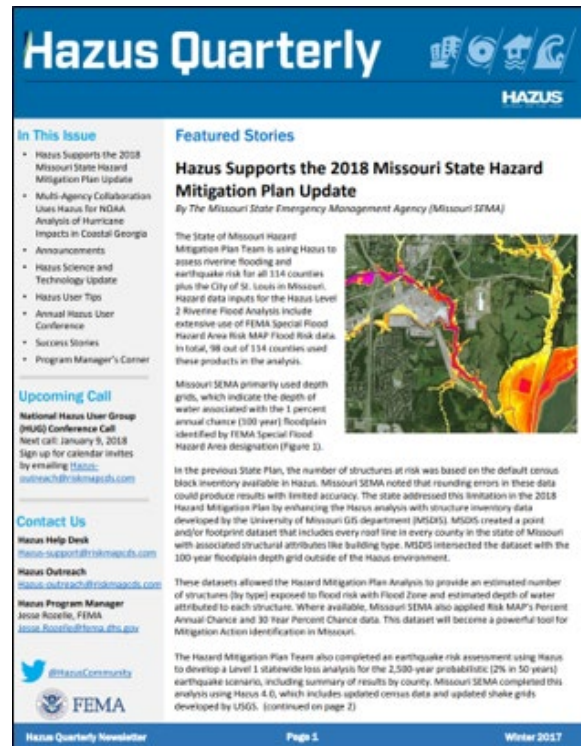 Hazus Quarterly
HAZUS
In This Issue
• Hazus Supports the 2018
Missouri State Hazard
Mitigation Plan Update
• Multi-Agency Collaboration
Uses Hazus for NOAA
Analysis of Hurricane
Impacts in Coastal Georgia
• Announcements
• Hazus Science and
Technology Update
• Hazus User Tips
• Annual Hazus User
Conference
• Success Stories
• Program Manager's Corner
Upcoming Call
National Hazus User Group
(HUG) Conference Call
Next call: January 9, 2018
Sign up for calendar invites
by emailing Hazus-
outreach@riskmapcds.com
Contact Us
Hazus Help Desk
Hazus-support@riskmapcds.com
Hazus Outreach
Hazus-outreach@riskmapcds.com
Hazus Program Manager
Jesse Rozelle, FEMA
Jesse.Rozelle@fema.dhs.gov
@HazusCommunity
FEMA
Featured Stories
Hazus Supports the 2018 Missouri State Hazard
Mitigation Plan Update
By The Missouri State Emergency Management Agency (Missouri SEMA)
The State of Missouri Hazard
Mitigation Plan Team is using Hazus to
assess riverine flooding and
earthquake risk for all 114 counties
plus the City of St. Louis in Missouri.
Hazard data inputs for the Hazus Level
2 Riverine Flood Analysis include
extensive use of FEMA Special Flood
Hazard Area Risk MAP Flood Risk data.
In total, 98 out of 114 counties used
these products in the analysis.
Missouri SEMA primarily used depth
grids, which indicate the depth of
water associated with the 1 percent
annual chance (100 year) floodplain
identified by FEMA Special Flood
Hazard Area designation (Figure 1).
In the previous State Plan, the number of structures at risk was based on the default census
block inventory available in Hazus. Missouri SEMA noted that rounding errors in these data
could produce results with limited accuracy. The state addressed this limitation in the 2018
Hazard Mitigation Plan by enhancing the Hazus analysis with structure inventory data
developed by the University of Missouri GIS department (MSDIS). MSDIS created a point
and/or footprint dataset that includes every roof line in every county in the state of Missouri
with associated structural attributes like building type. MSDIS intersected the dataset with the
100-year floodplain depth grid outside of the Hazus environment.
These datasets allowed the Hazard Mitigation Plan Analysis to provide an estimated number
of structures (by type) exposed to flood risk with Flood Zone and estimated depth of water
attributed to each structure. Where available, Missouri SEMA also applied Risk MAP's Percent
Annual Chance and 30 Year Percent Chance data. This dataset will become a powerful tool for
Mitigation Action identification in Missouri.
The Hazard Mitigation Plan Team also completed an earthquake risk assessment using Hazus
to develop a Level 1 statewide loss analysis for the 2,500-year probabilistic (2% in 50 years)
earthquake scenario, including summary of results by county. Missouri SEMA completed this
analysis using Hazus 4.0, which includes updated census data and updated shake grids
developed by USGS. (continued on page 2)
Hazus Quarterly Newsletter
Page 1
Winter 2017